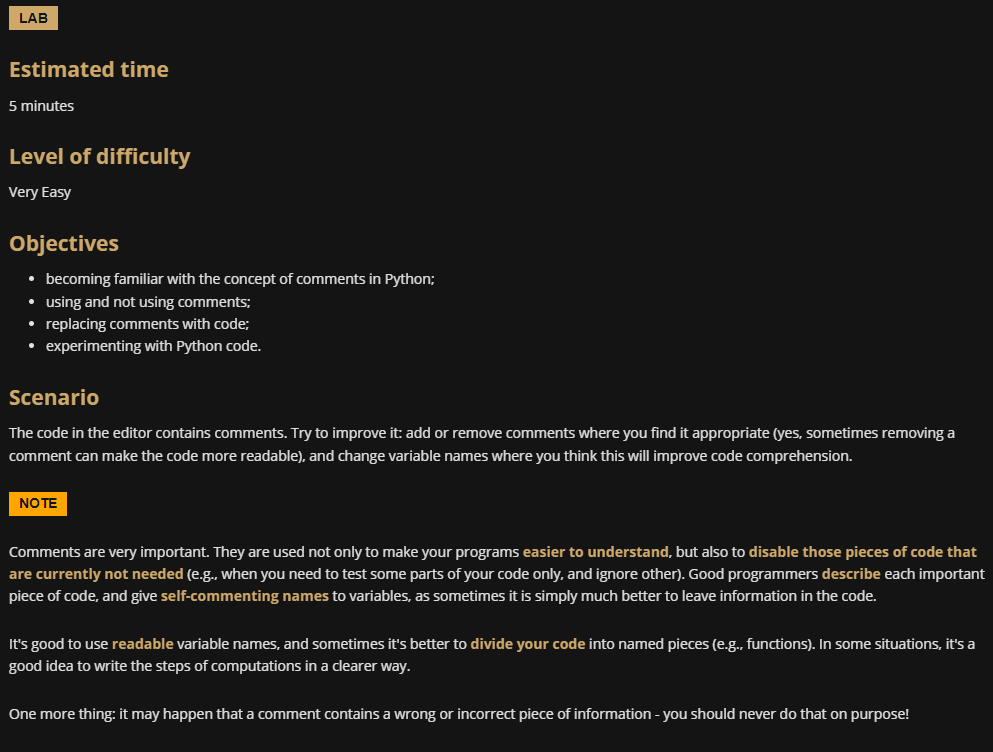 LAB
Estimated time
5 minutes
Level of difficulty
Very Easy
Objectives
• becoming familiar with the concept of comments in Python;
• using and not using comments;
• replacing comments with code;
• experimenting with Python code.
Scenario
The code in the editor contains comments. Try to improve it: add or remove comments where you find it appropriate (yes, sometimes removing a
comment can make the code more readable), and change variable names where you think this will improve code comprehension.
NOTE
Comments are very important. They are used not only to make your programs easier to understand, but also to disable those pieces of code that
are currently not needed (e.g., when you need to test some parts of your code only, and ignore other). Good programmers describe each important
piece of code, and give self-commenting names to variables, as sometimes it is simply much better to leave information in the code.
It's good to use readable variable names, and sometimes it's better to divide your code into named pieces (e.g., functions). In some situations, it's a
good idea to write the steps of computations in a clearer way.
One more thing: it may happen that a comment contains a wrong or incorrect piece of information - you should never do that on purpose!